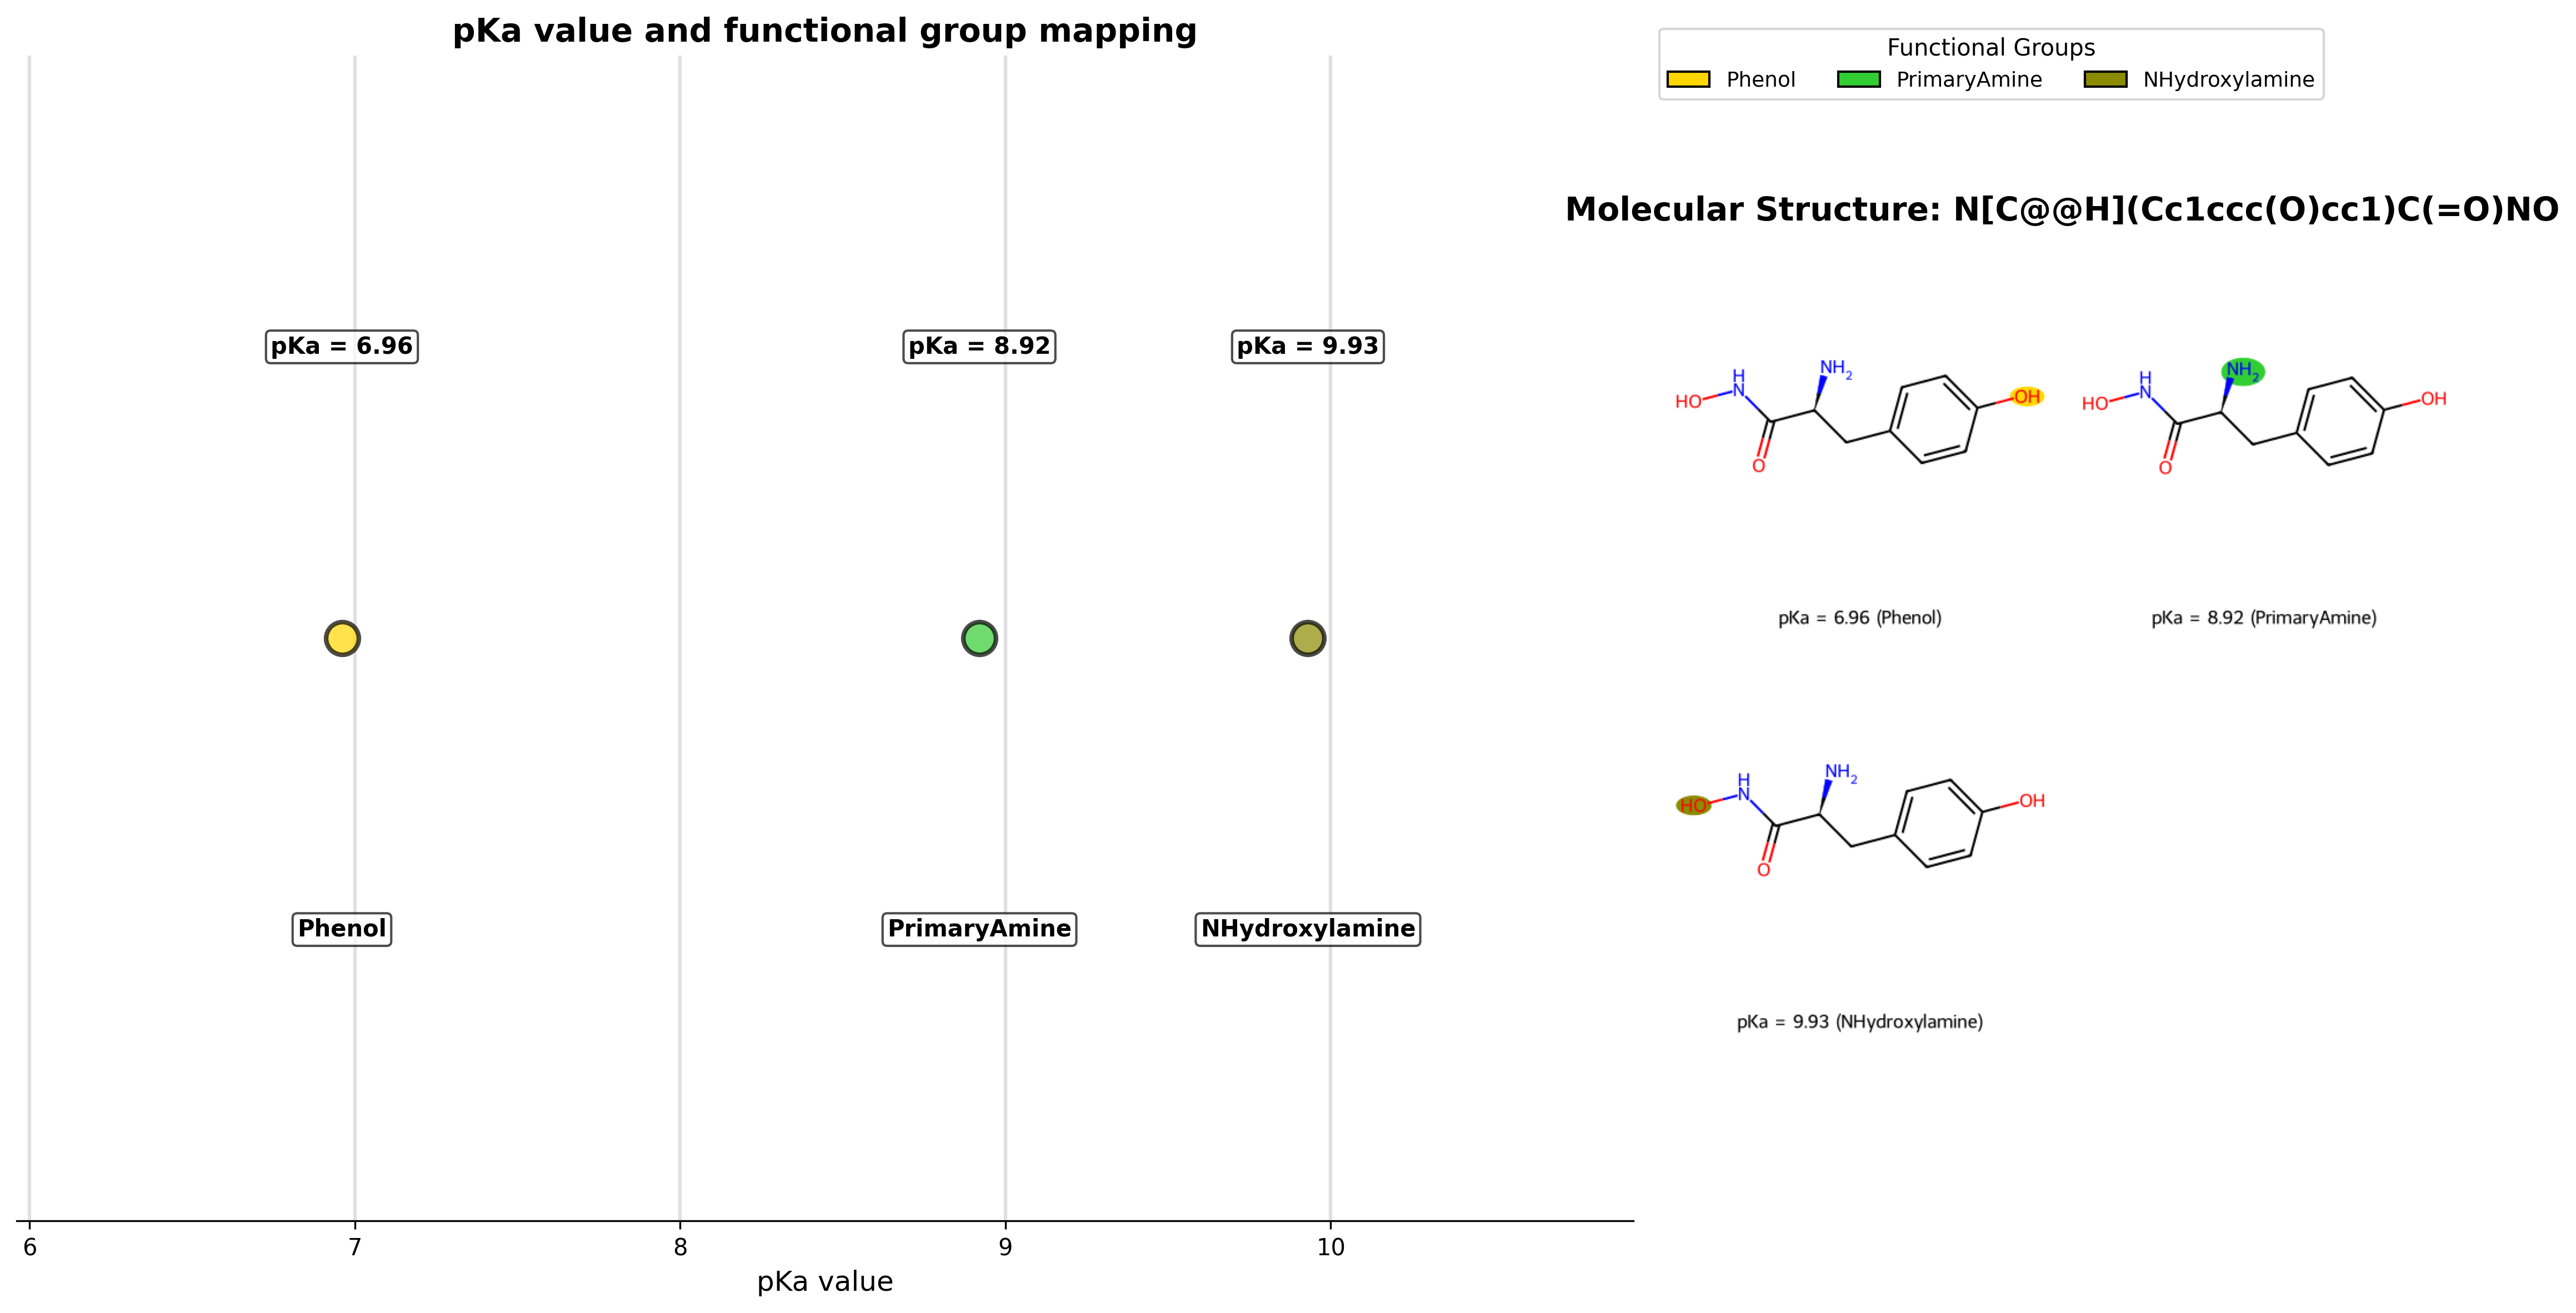 pKa value and functional group mapping
Functional Groups
Phenol PrimaryAmine NHydroxylamine
Molecular Structure: N[C@@H](Cc1ccc(O)cc1)C(=O)NO
pKa = 6.96 pKa = 8.92 pKa = 9.93
Phenol PrimaryAmine NHydroxylamine
6 7 8 9 10
pKa value
HO H N O NH2 OH
pKa = 6.96 (Phenol)
HO H N O NH2 OH
pKa = 8.92 (PrimaryAmine)
HO H N O NH2 OH
pKa = 9.93 (NHydroxylamine)